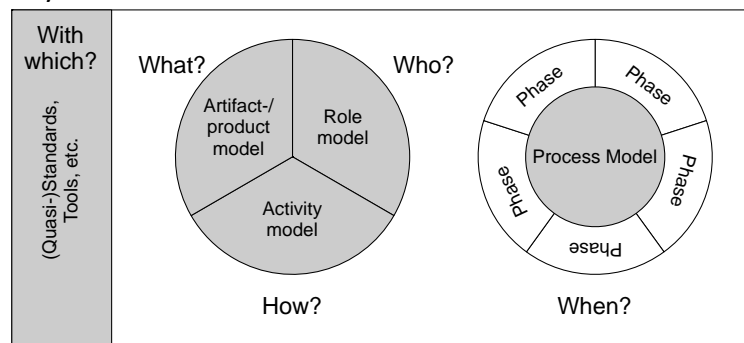 With
which?
(Quasi-)Standards,
Tools, etc.
What?
Who?
Artifact-/
product
model
Role
model
Activity
model
How?
Phase
Phase
Phase
Phase
Phase
Process Model
When?